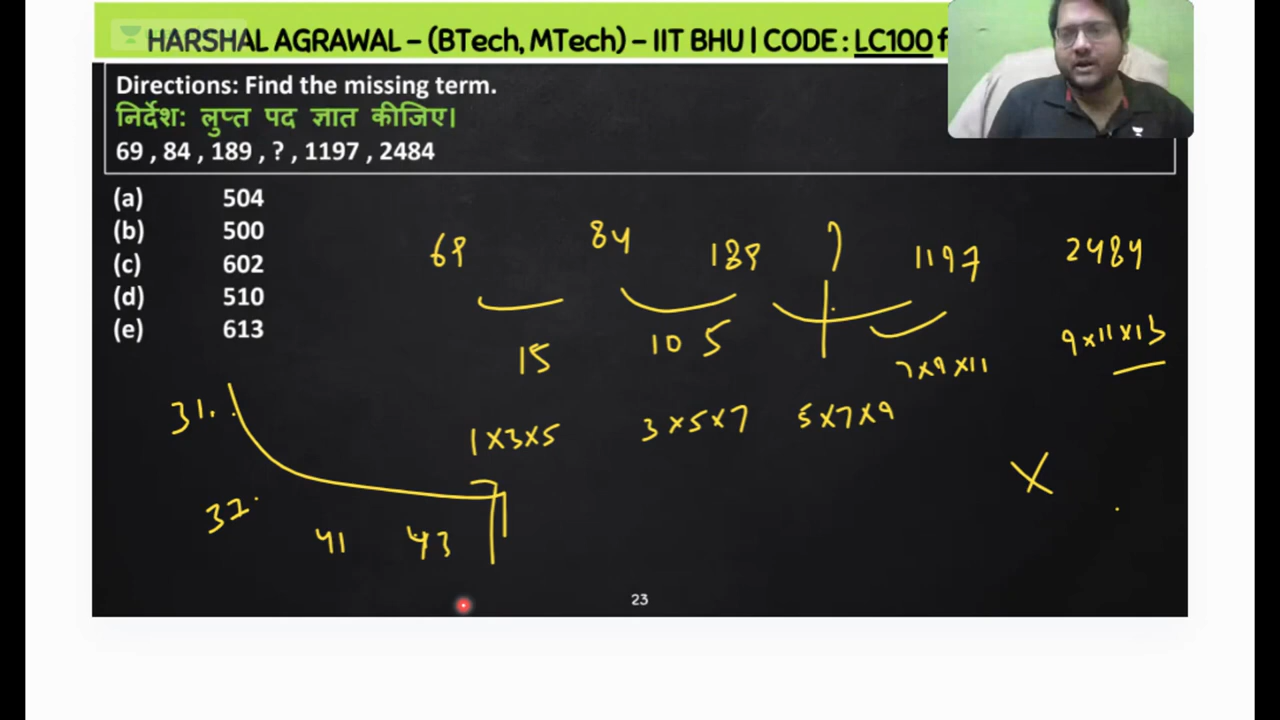 HARSHAL AGRAWAL – (BTech, MTech) – IIT BHU | CODE : LC100 f
Directions: Find the missing term.
निर्देश: लुप्त पद ज्ञात कीजिए।
69 , 84 , 189 , ? , 1197 , 2484
(a) 504
(b) 500
(c) 602
(d) 510
(e) 613
69 84 189 ? 1197 2484
15 105 7×9×11 9×11×13
1×3×5 3×5×7 5×7×9
31.
37.
41 43
23